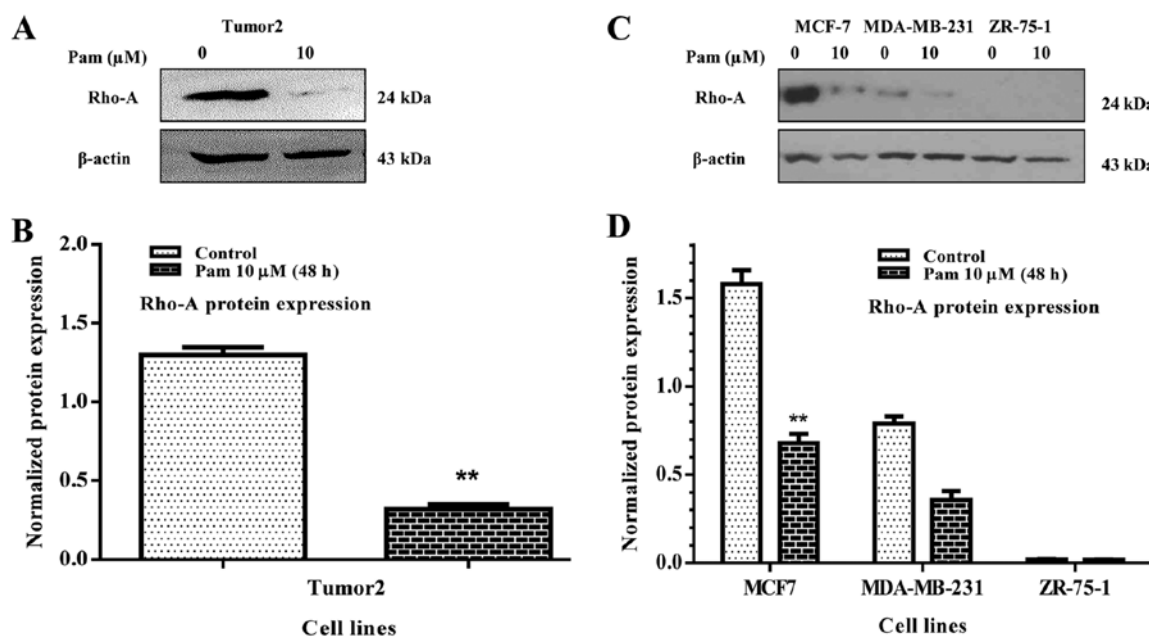 A
Tumor2
Pam (µM) 0 10
Rho-A 24 kDa
β-actin 43 kDa
B
Normalized protein expression
2.0
1.5
1.0
0.5
0.0
Control
Pam 10 µM (48 h)
Rho-A protein expression
**
Tumor2
Cell lines
C
MCF-7 MDA-MB-231 ZR-75-1
Pam (µM) 0 10 0 10 0 10
Rho-A 24 kDa
β-actin 43 kDa
D
Normalized protein expression
1.5
1.0
0.5
0.0
Control
Pam 10 µM (48 h)
Rho-A protein expression
**
MCF7 MDA-MB-231 ZR-75-1
Cell lines